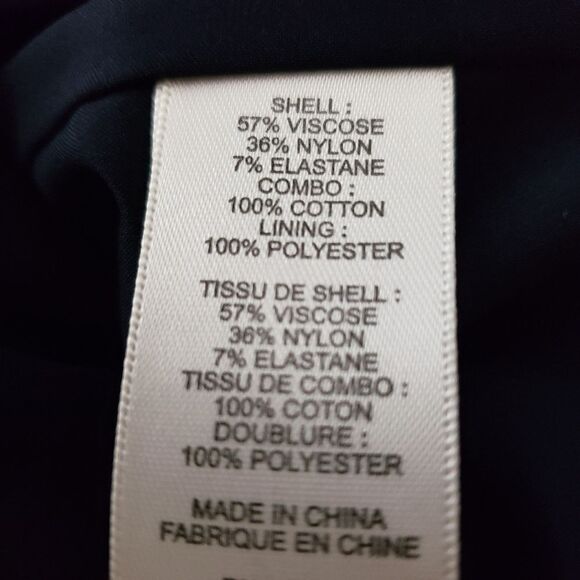 SHELL :
57% VISCOSE
36% NYLON
7% ELASTANE
COMBO :
100% COTTON
LINING :
100% POLYESTER
TISSU DE SHELL :
57% VISCOSE
36% NYLON
7% ELASTANE
TISSU DE COMBO :
100% COTON
DOUBLURE :
100% POLYESTER
MADE IN CHINA
FABRIQUE EN CHINE